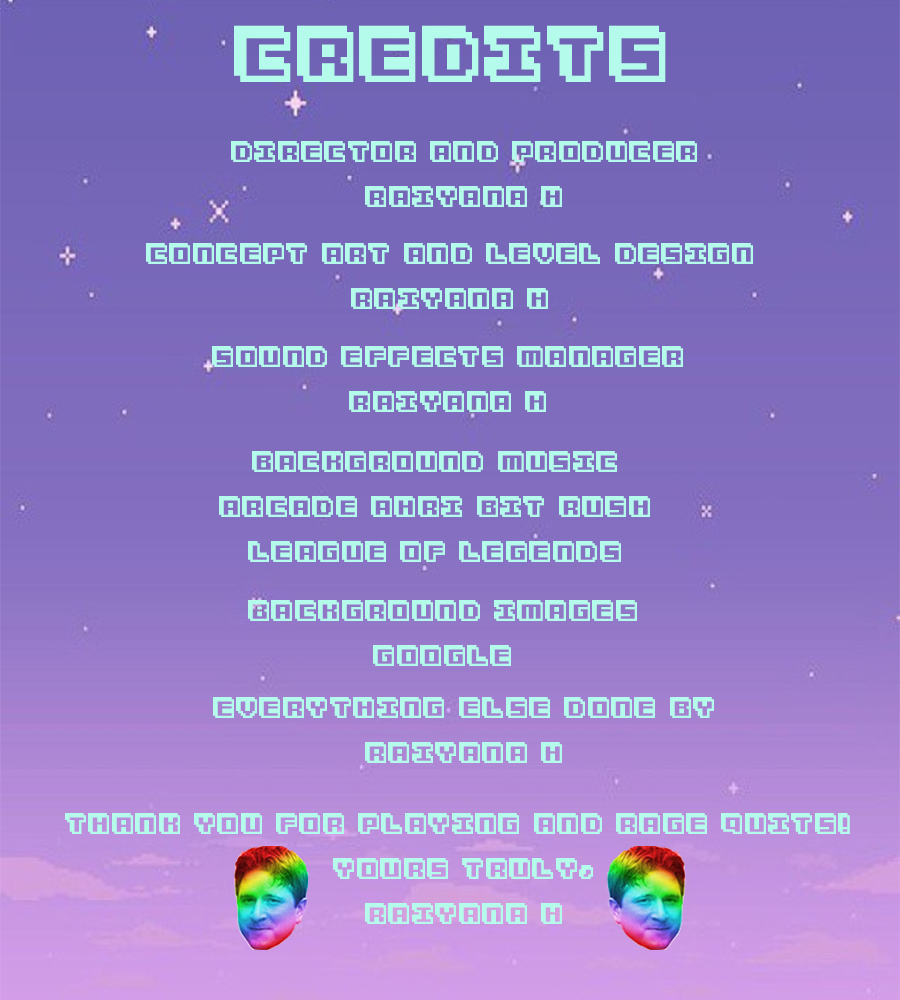 CREDITS
DIRECTOR AND PRODUCER
RAIYANA H
CONCEPT ART AND LEVEL DESIGN
RAIYANA H
SOUND EFFECTS MANAGER
RAIYANA H
BACKGROUND MUSIC
ARCADE AHRI BIT RUSH
LEAGUE OF LEGENDS
BACKGROUND IMAGES
GOOGLE
EVERYTHING ELSE DONE BY
RAIYANA H
THANK YOU FOR PLAYING AND RAGE QUITS!
YOURS TRULY,
RAIYANA H